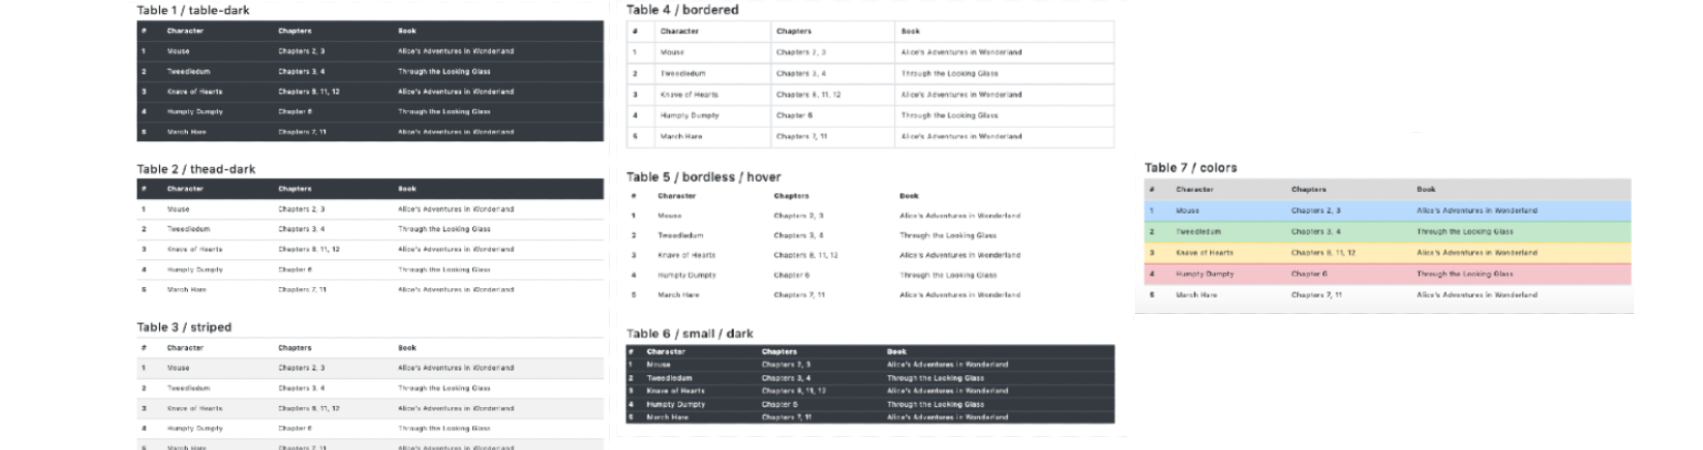 Table 1 / table-dark
# Character Chapters Book
1 Mouse Chapters 2, 3 Alice's Adventures in Wonderland
2 Tweedledum Chapters 3, 4 Through the Looking Glass
3 Knave of Hearts Chapters 8, 11, 12 Alice's Adventures in Wonderland
4 Humpty Dumpty Chapter 6 Through the Looking Glass
5 March Hare Chapters 7, 11 Alice's Adventures in Wonderland
Table 2 / thead-dark
# Character Chapters Book
1 Mouse Chapters 2, 3 Alice's Adventures in Wonderland
2 Tweedledum Chapters 3, 4 Through the Looking Glass
3 Knave of Hearts Chapters 8, 11, 12 Alice's Adventures in Wonderland
4 Humpty Dumpty Chapter 6 Through the Looking Glass
5 March Hare Chapters 7, 11 Alice's Adventures in Wonderland
Table 3 / striped
# Character Chapters Book
1 Mouse Chapters 2, 3 Alice's Adventures in Wonderland
2 Tweedledum Chapters 3, 4 Through the Looking Glass
3 Knave of Hearts Chapters 8, 11, 12 Alice's Adventures in Wonderland
4 Humpty Dumpty Chapter 6 Through the Looking Glass
5 March Hare Chapters 7, 11 Alice's Adventures in Wonderland
Table 4 / bordered
# Character Chapters Book
1 Mouse Chapters 2, 3 Alice's Adventures in Wonderland
2 Tweedledum Chapters 3, 4 Through the Looking Glass
3 Knave of Hearts Chapters 8, 11, 12 Alice's Adventures in Wonderland
4 Humpty Dumpty Chapter 6 Through the Looking Glass
5 March Hare Chapters 7, 11 Alice's Adventures in Wonderland
Table 5 / bordless / hover
# Character Chapters Book
1 Mouse Chapters 2, 3 Alice's Adventures in Wonderland
2 Tweedledum Chapters 3, 4 Through the Looking Glass
3 Knave of Hearts Chapters 8, 11, 12 Alice's Adventures in Wonderland
4 Humpty Dumpty Chapter 6 Through the Looking Glass
5 March Hare Chapters 7, 11 Alice's Adventures in Wonderland
Table 6 / small / dark
# Character Chapters Book
1 Mouse Chapters 2, 3 Alice's Adventures in Wonderland
2 Tweedledum Chapters 3, 4 Through the Looking Glass
3 Knave of Hearts Chapters 8, 11, 12 Alice's Adventures in Wonderland
4 Humpty Dumpty Chapter 6 Through the Looking Glass
5 March Hare Chapters 7, 11 Alice's Adventures in Wonderland
Table 7 / colors
# Character Chapters Book
1 Mouse Chapters 2, 3 Alice's Adventures in Wonderland
2 Tweedledum Chapters 3, 4 Through the Looking Glass
3 Knave of Hearts Chapters 8, 11, 12 Alice's Adventures in Wonderland
4 Humpty Dumpty Chapter 6 Through the Looking Glass
5 March Hare Chapters 7, 11 Alice's Adventures in Wonderland